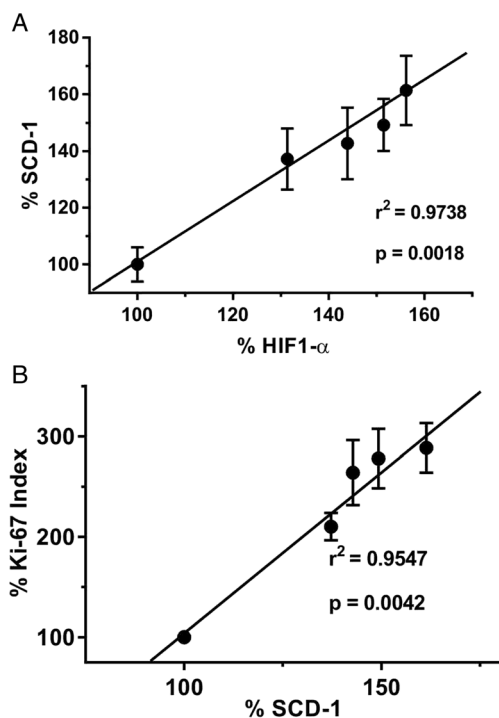 A
180
160
140
120
100
% SCD-1
r² = 0.9738
p = 0.0018
100 120 140 160
% HIF1-α
B
300
200
100
% Ki-67 Index
r² = 0.9547
p = 0.0042
100 150
% SCD-1